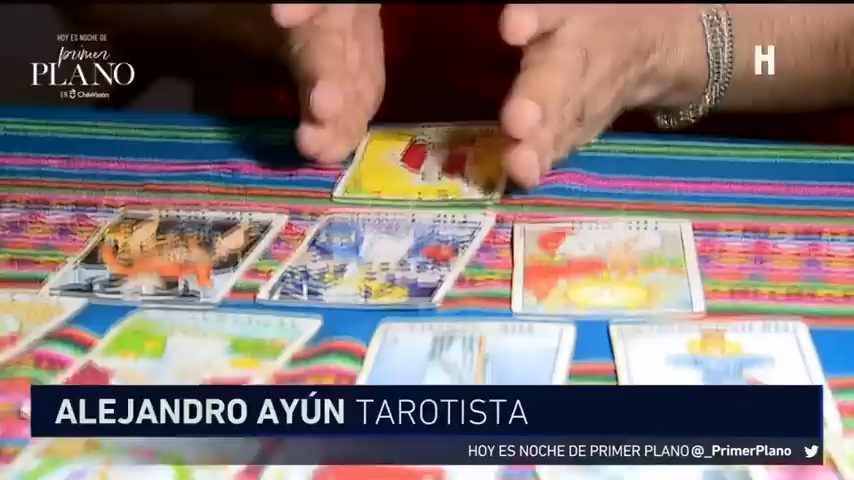 HOY ES NOCHE DE
primer
PLANO
EN Chilevisión
H
ALEJANDRO AYÚN TAROTISTA
HOY ES NOCHE DE PRIMER PLANO @_PrimerPlano